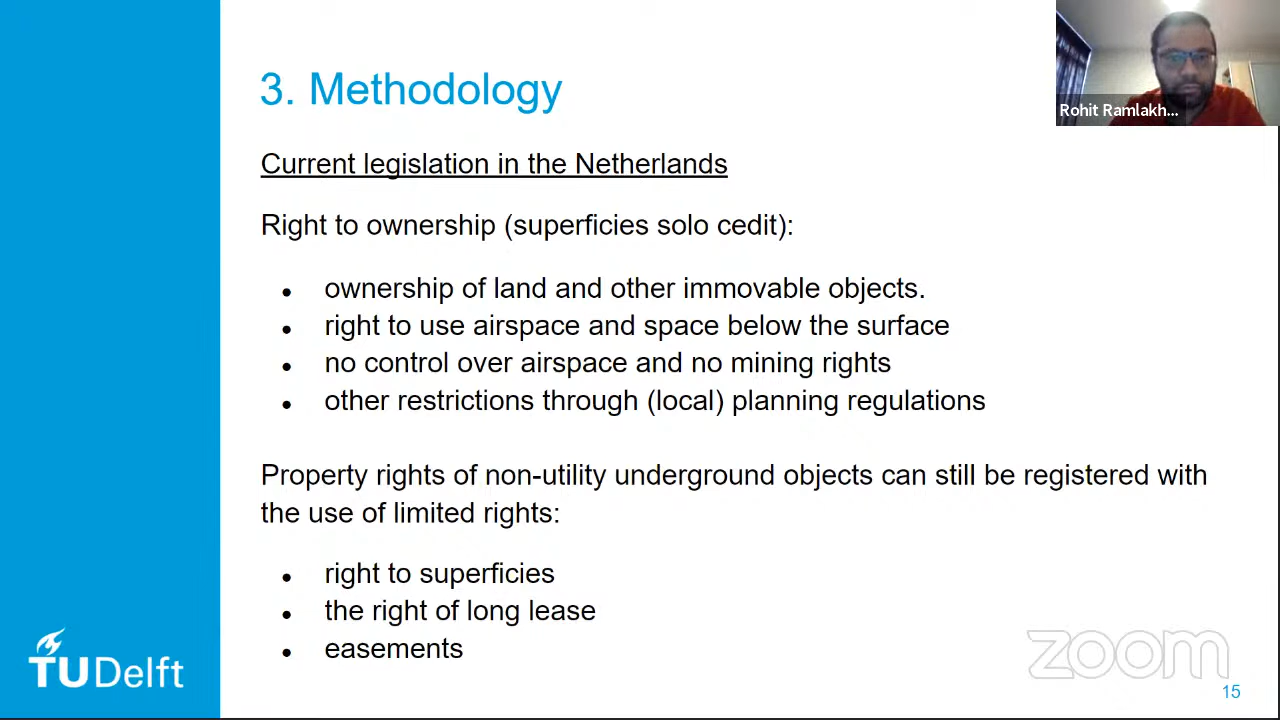 3. Methodology
Rohit Ramlakh...
Current legislation in the Netherlands
Right to ownership (superficies solo cedit):
• ownership of land and other immovable objects.
• right to use airspace and space below the surface
• no control over airspace and no mining rights
• other restrictions through (local) planning regulations
Property rights of non-utility underground objects can still be registered with
the use of limited rights:
• right to superficies
• the right of long lease
• easements
TUDelft
zoom
15